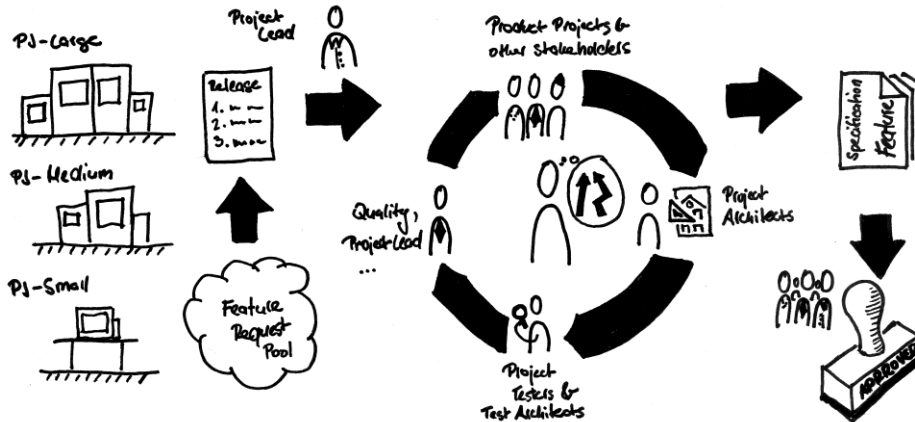 PJ-Large
PJ-Medium
PJ-Small
Release
1.
2.
3.
Feature
Request
Pool
Project
Lead
Product Projects &
other Stakeholders
Quality,
Project Lead
...
Project
Architects
Project
Testers &
Test Architects
Specification
Feature
APPROVED